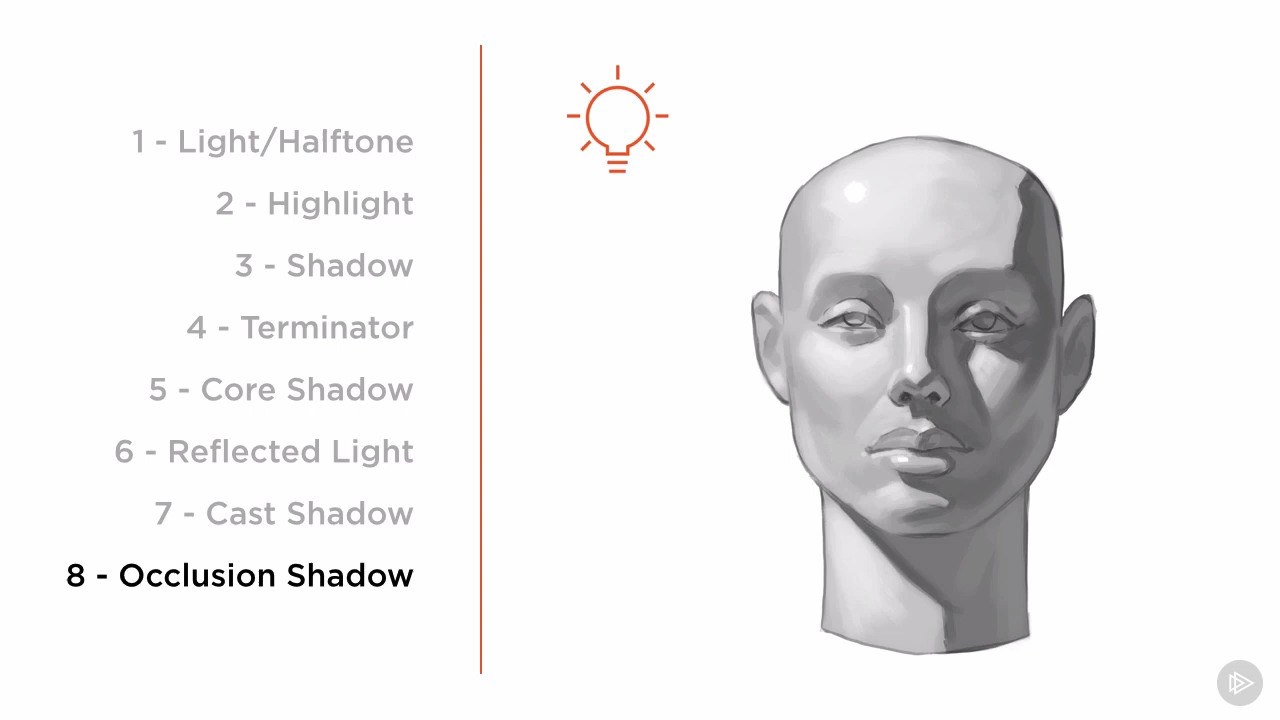 1 - Light/Halftone
2 - Highlight
3 - Shadow
4 - Terminator
5 - Core Shadow
6 - Reflected Light
7 - Cast Shadow
8 - Occlusion Shadow